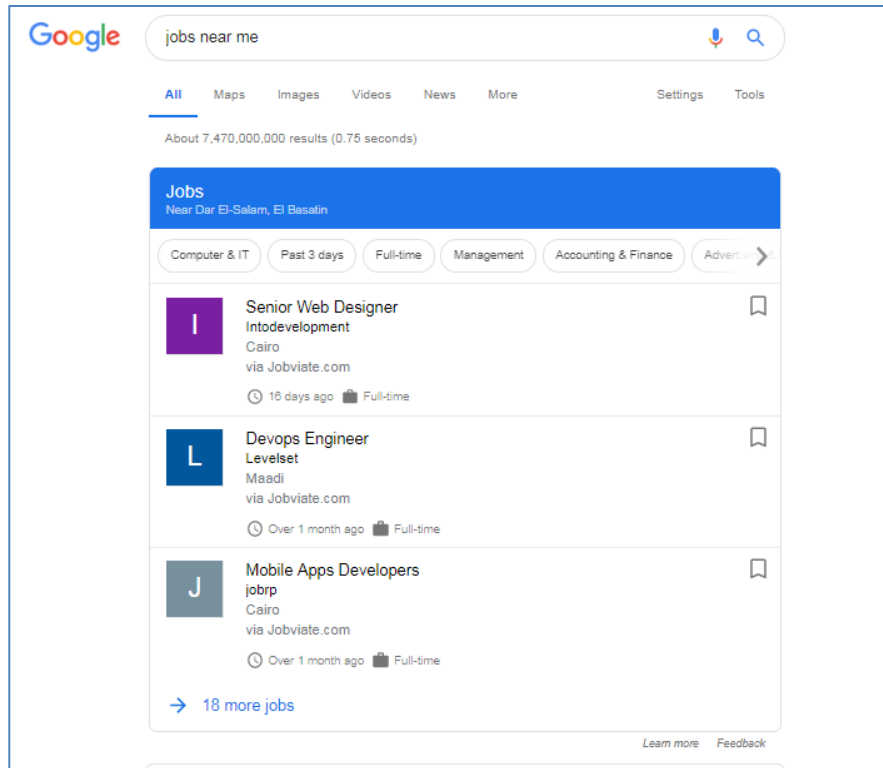 Google
jobs near me
All Maps Images Videos News More Settings Tools
About 7,470,000,000 results (0.75 seconds)
Jobs
Near Dar El-Salam, El Basatin
Computer & IT Past 3 days Full-time Management Accounting & Finance
I
Senior Web Designer
Intodevelopment
Cairo
via Jobviate.com
16 days ago Full-time
L
Devops Engineer
Levelset
Maadi
via Jobviate.com
Over 1 month ago Full-time
J
Mobile Apps Developers
jobrp
Cairo
via Jobviate.com
Over 1 month ago Full-time
18 more jobs
Learn more Feedback